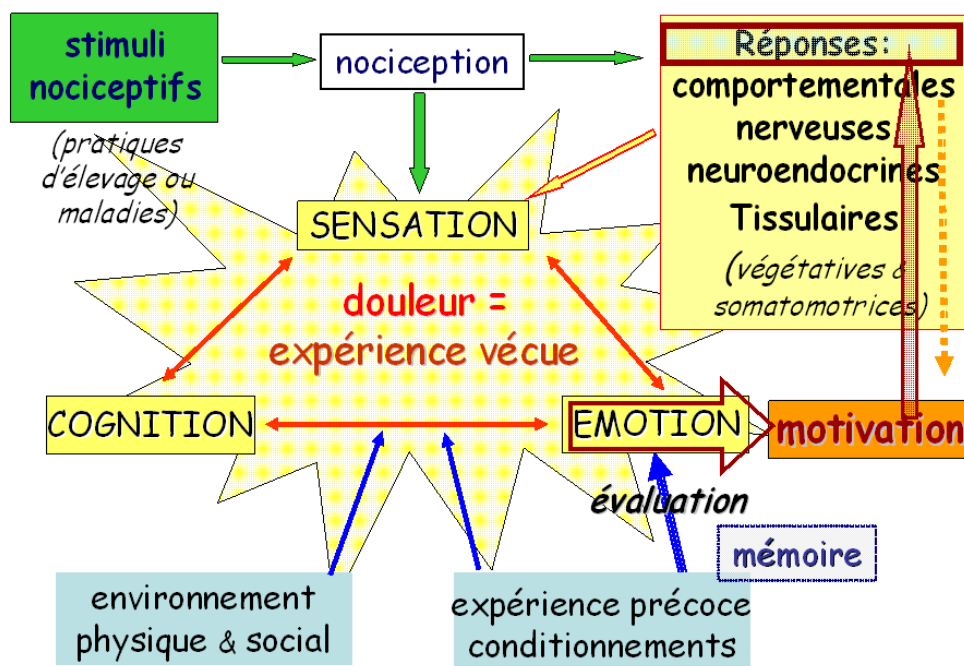 stimuli
nociceptifs
(pratiques
d'élevage ou
maladies)
nociception
Réponses:
comportementales
nerveuses
neuroendocrines
Tissulaires
(végétatives &
somatomotrices)
SENSATION
douleur =
expérience vécue
COGNITION
EMOTION
motivation
évaluation
mémoire
environnement
physique & social
expérience précoce
conditionnements